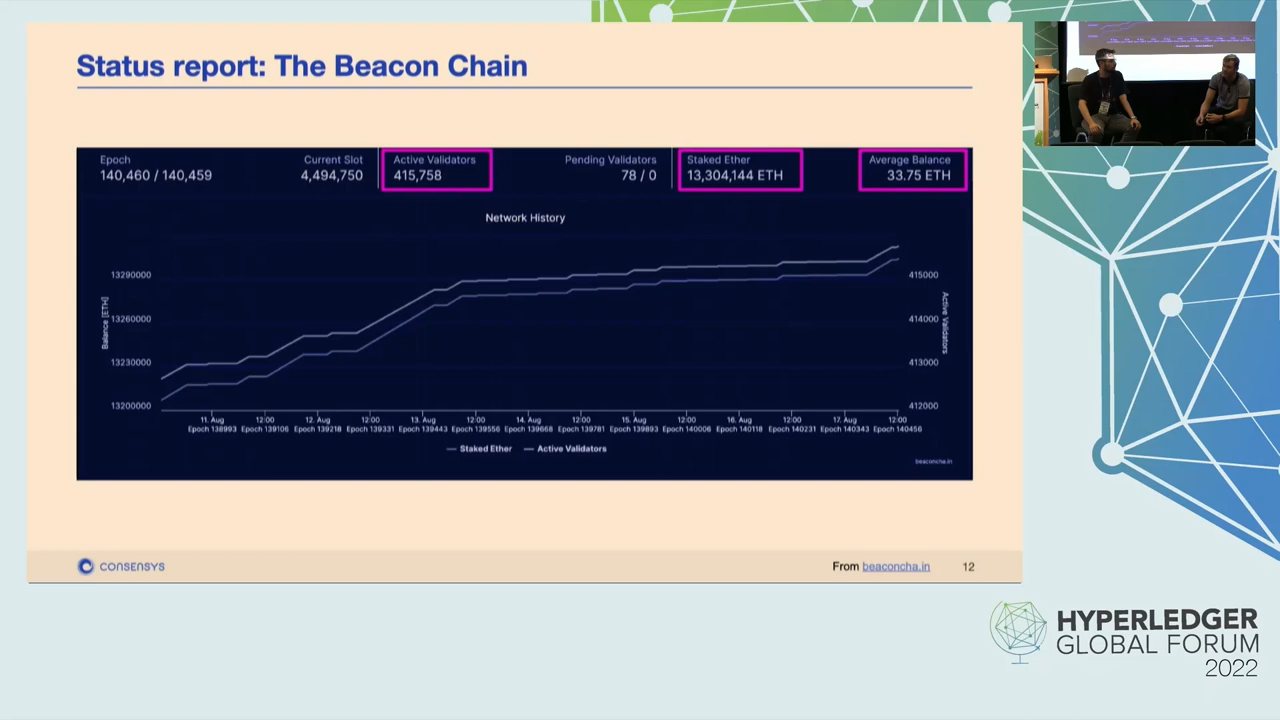 Status report: The Beacon Chain
Epoch
140,460 / 140,459
Current Slot
4,494,750
Active Validators
415,758
Pending Validators
78 / 0
Staked Ether
13,304,144 ETH
Average Balance
33.75 ETH
Network History
Balance [ETH]
13290000
13260000
13230000
13200000
415000
414000
413000
412000
Active Validators
11. Aug 12:00 12. Aug 12:00 13. Aug 12:00 14. Aug 12:00 15. Aug 12:00 16. Aug 12:00 17. Aug 12:00
Epoch 138993 Epoch 139106 Epoch 139218 Epoch 139331 Epoch 139443 Epoch 139556 Epoch 139668 Epoch 139781 Epoch 139893 Epoch 140006 Epoch 140118 Epoch 140231 Epoch 140343 Epoch 140456
Staked Ether Active Validators
beaconcha.in
CONSENSYS
From beaconcha.in
12
HYPERLEDGER
GLOBAL FORUM
2022